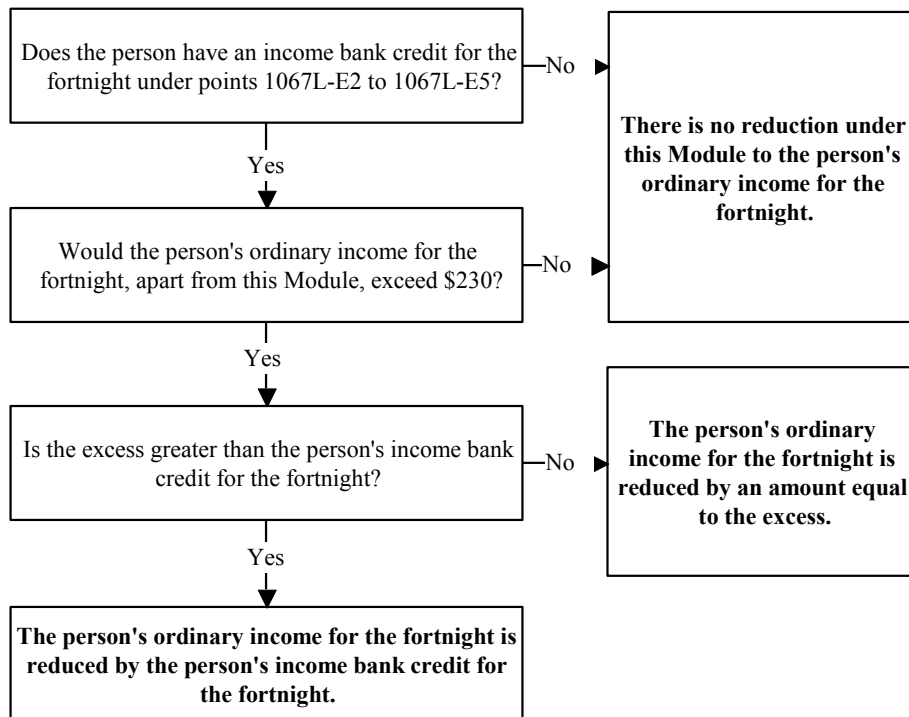 Does the person have an income bank credit for the
fortnight under points 1067L-E2 to 1067L-E5?
No
There is no reduction under
this Module to the person's
ordinary income for the
fortnight.
Yes
Would the person's ordinary income for the
fortnight, apart from this Module, exceed $230?
No
Yes
Is the excess greater than the person's income bank
credit for the fortnight?
No
The person's ordinary
income for the fortnight is
reduced by an amount equal
to the excess.
Yes
The person's ordinary income for the fortnight is
reduced by the person's income bank credit for
the fortnight.